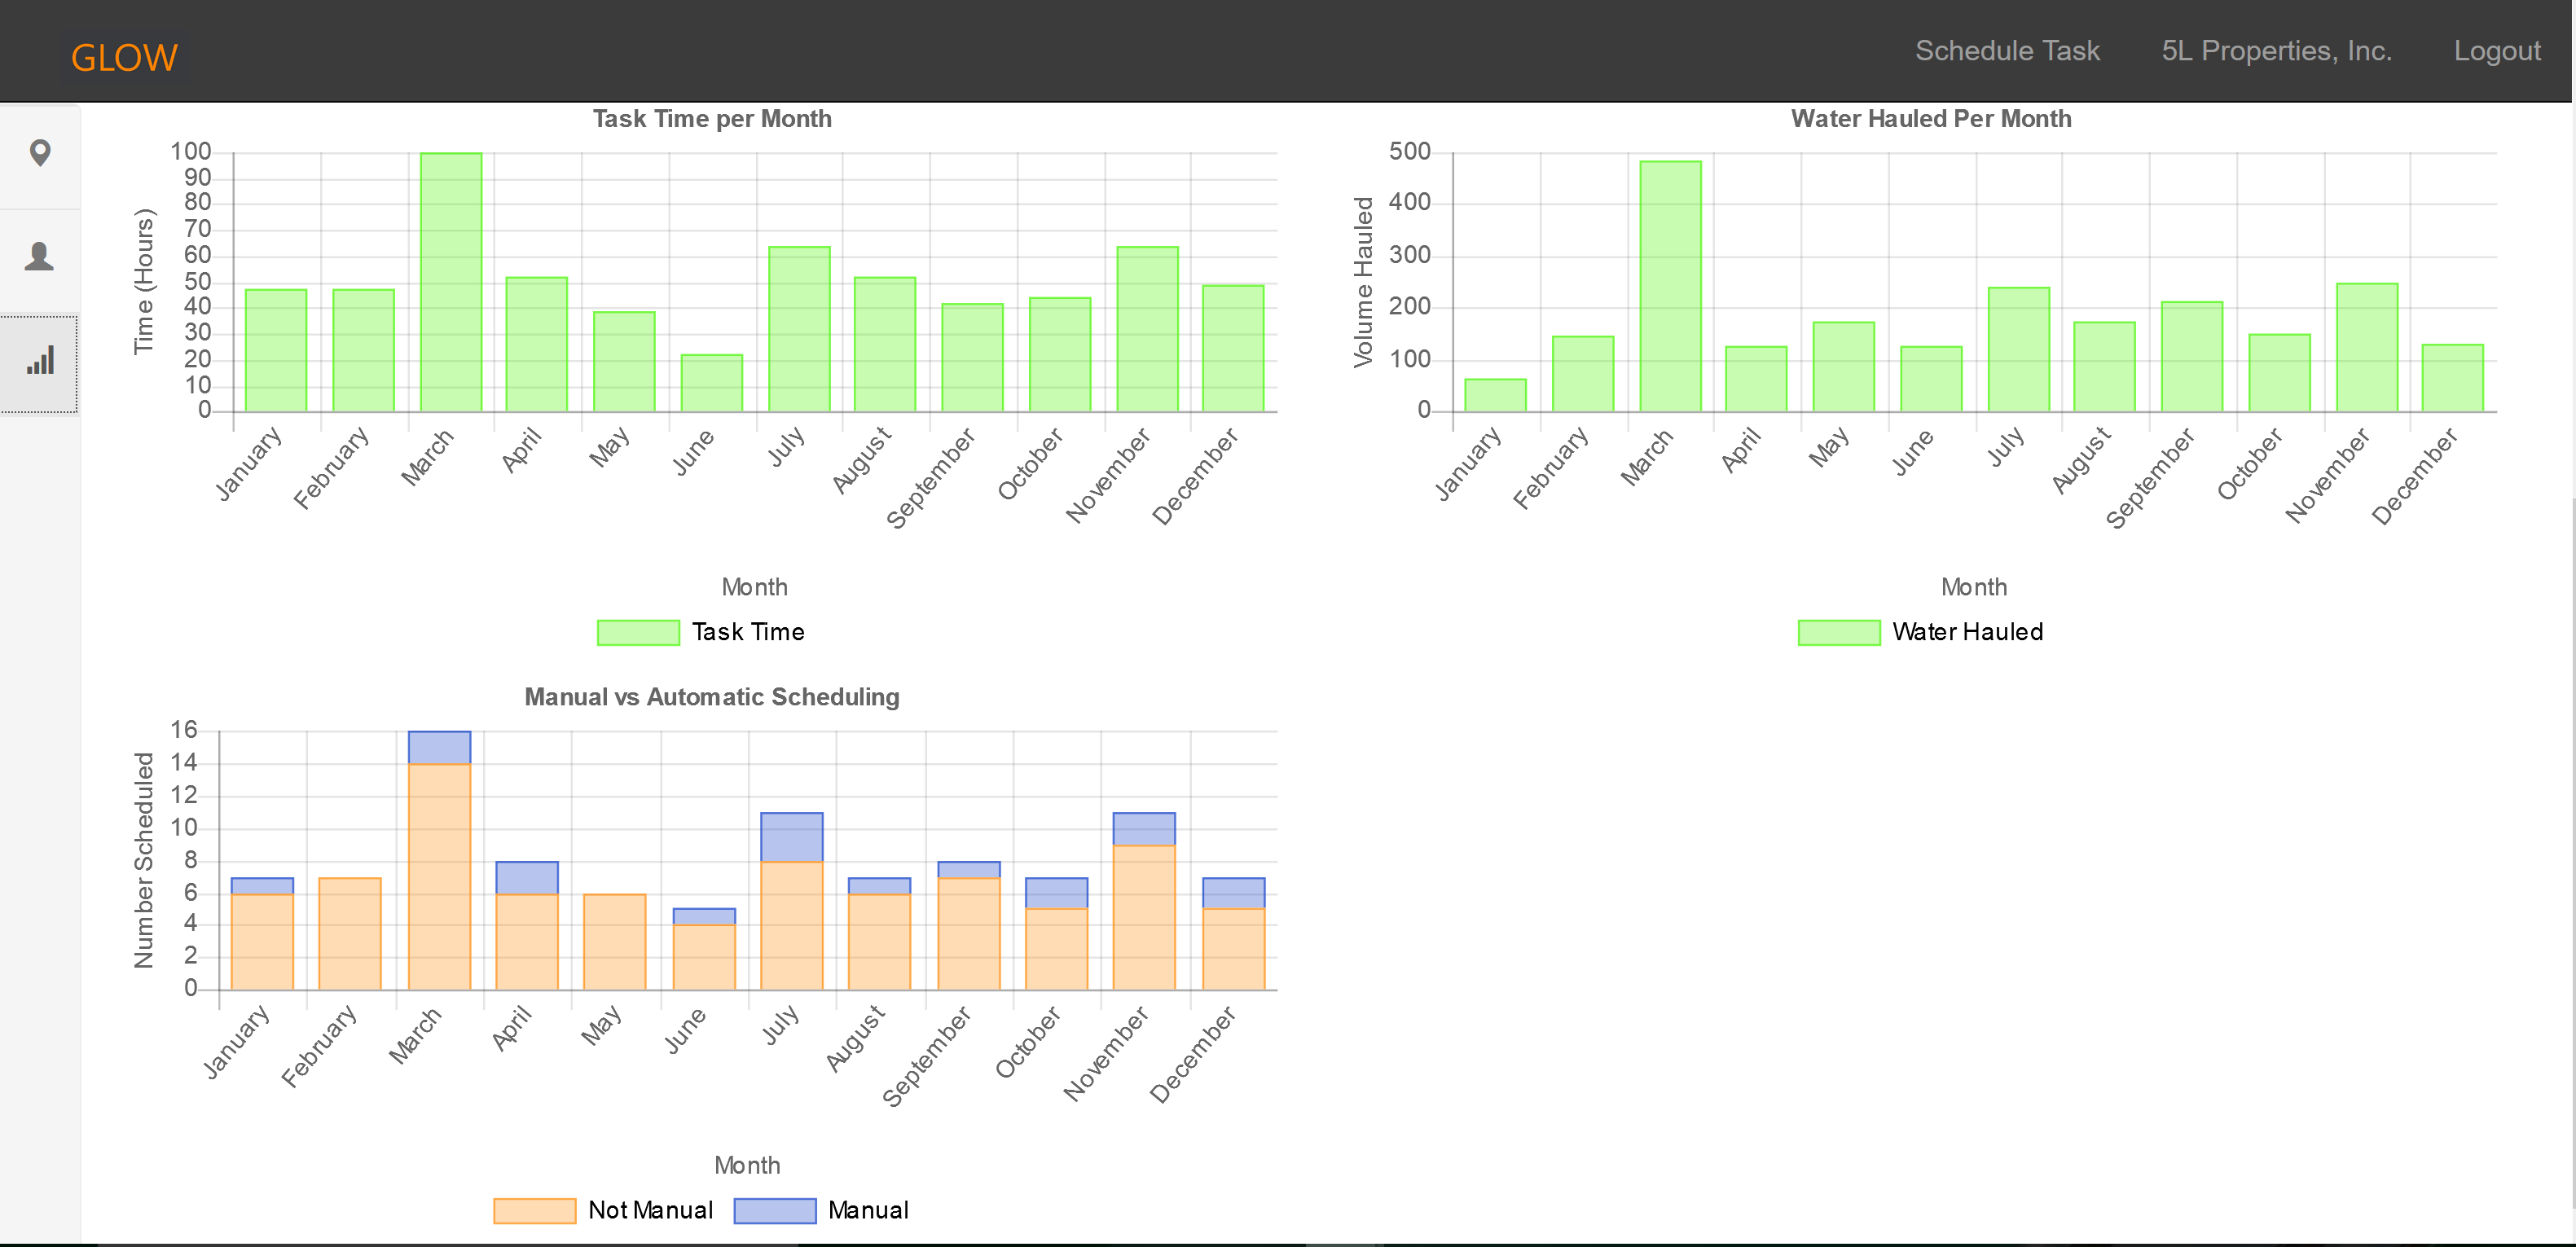 GLOW
Schedule Task 5L Properties, Inc. Logout
Task Time per Month
Time (Hours)
100
90
80
70
60
50
40
30
20
10
0
January February March April May June July August September October November December
Month
Task Time
Water Hauled Per Month
Volume Hauled
500
400
300
200
100
0
January February March April May June July August September October November December
Month
Water Hauled
Manual vs Automatic Scheduling
Number Scheduled
16
14
12
10
8
6
4
2
0
January February March April May June July August September October November December
Month
Not Manual Manual